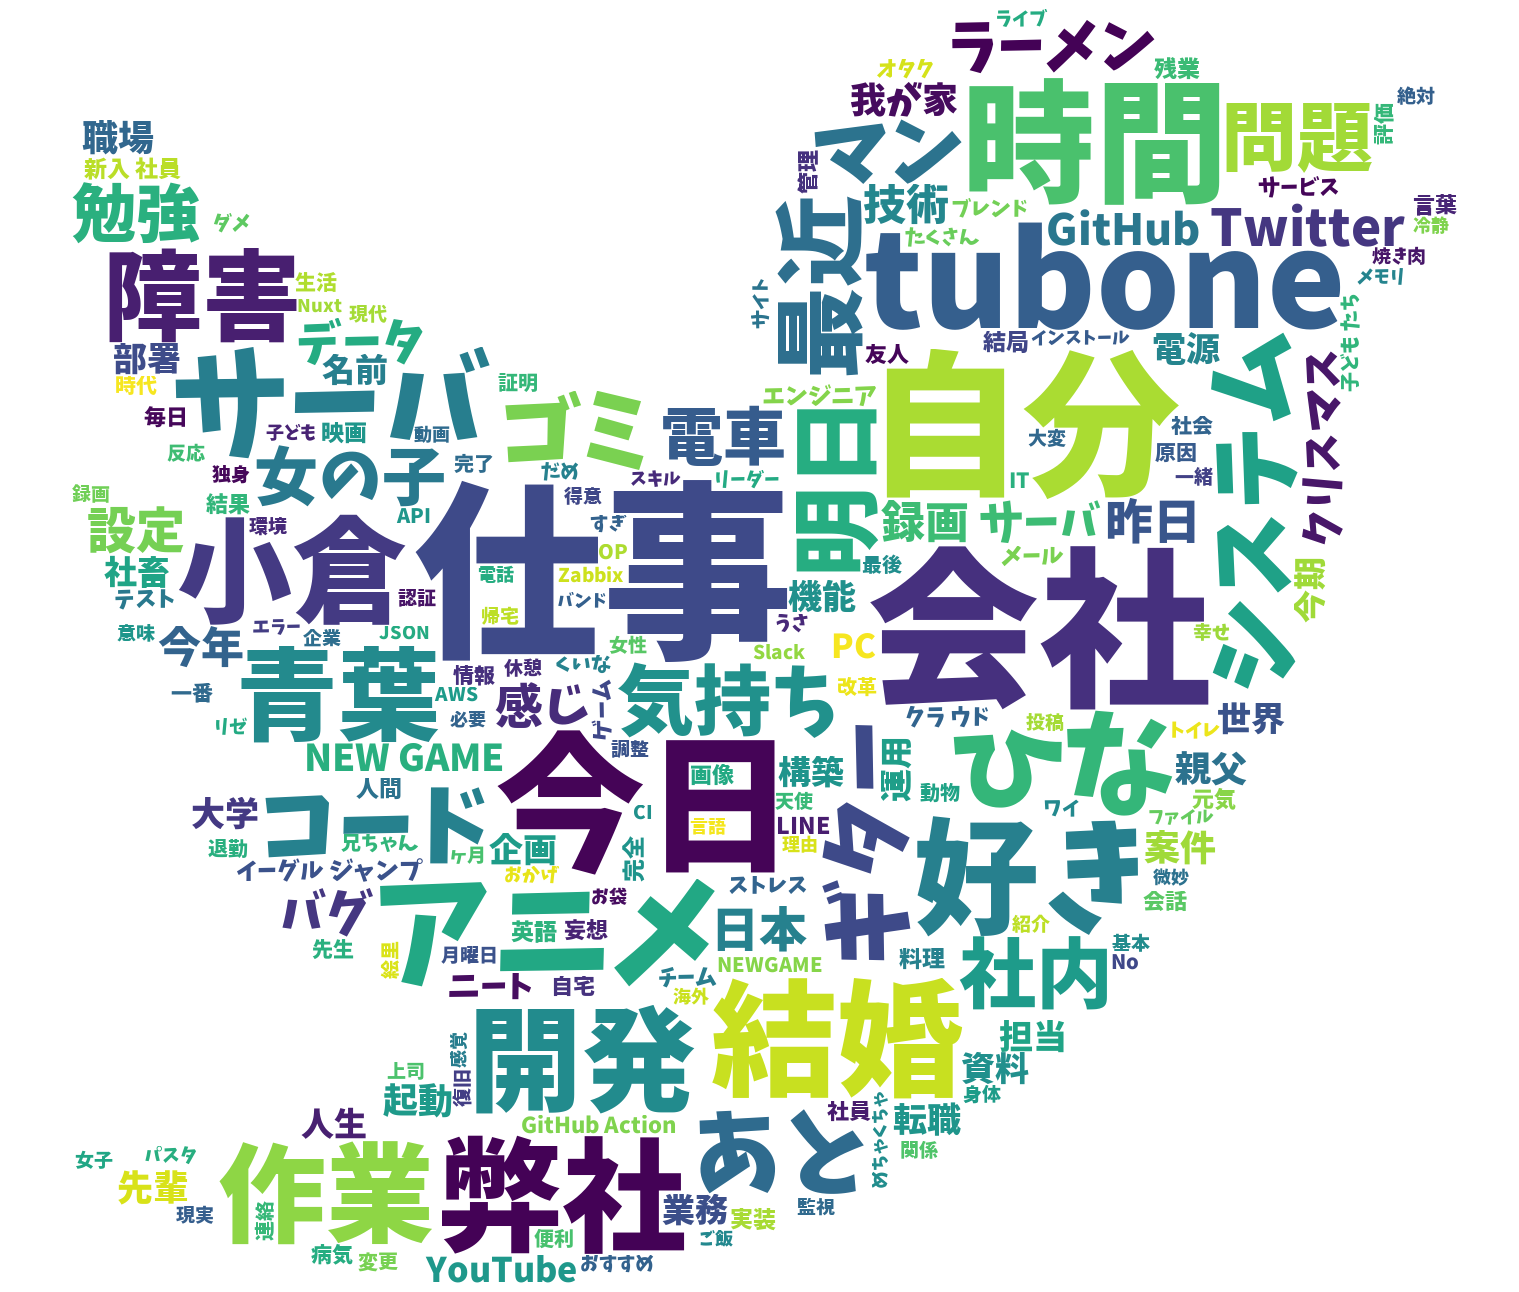 ライブ
ラーメン
オタク
残業
我が家
時間
問題
絶対
評価
職場
新入 社員
マン
管理
勉強
ダメ
技術
ブレンド
サービス
GitHub
Twitter
言葉
冷静
たくさん
最近
tubone
焼き肉
メモリ
障害
生活
Nuxt
現代
サイト
データ
部署
名前
友人
結局
インストール
電源
子どもたち
時代
サーバ
証明
エンジニア
自分
システム
クリスマス
毎日
子ども
映画
動画
ゴミ
電車
明日
大変
社会
反応
女の子
完了
だめ
原因
独身
スキル
リーダー
IT
一緒
録画
結果
API
得意
設定
小倉
環境
仕事
すぎ
録画 サーバ
昨日
OP
メール
社畜
電話
Zabbix
最後
会社
今期
テスト
認証
帰宅
バンド
機能
エラー
うさ
意味
今年
企業
JSON
女性
Slack
PC
幸せ
青葉
情報
休憩
くいな
気持ち
改革
一番
AWS
感じ
ゲーム
クラウド
世界
リゼ
必要
投稿
トイレ
NEW GAME
調整
今日
画像
構築
ギター
運用
ひな
親父
人間
動物
元気
大学
コード
CI
天使
ワイ
ファイル
言語
LINE
退勤
兄ちゃん
ヶ月
企画
完全
理由
好き
案件
イーグル ジャンプ
おかげ
微妙
バグ
アニメ
お袋
ストレス
会話
英語
妄想
日本
紹介
先生
絵里
月曜日
料理
社内
基本
No
ニート
自宅
チーム
NEWGAME
海外
結婚
開発
担当
感覚
上司
資料
起動
復旧
身体
人生
GitHub Action
あと
社員
めちゃくちゃ
転職
関係
女子
パスタ
作業
弊社
先輩
現実
連絡
業務
実装
監視
病気
変更
便利
ご飯
YouTube
おすすめ